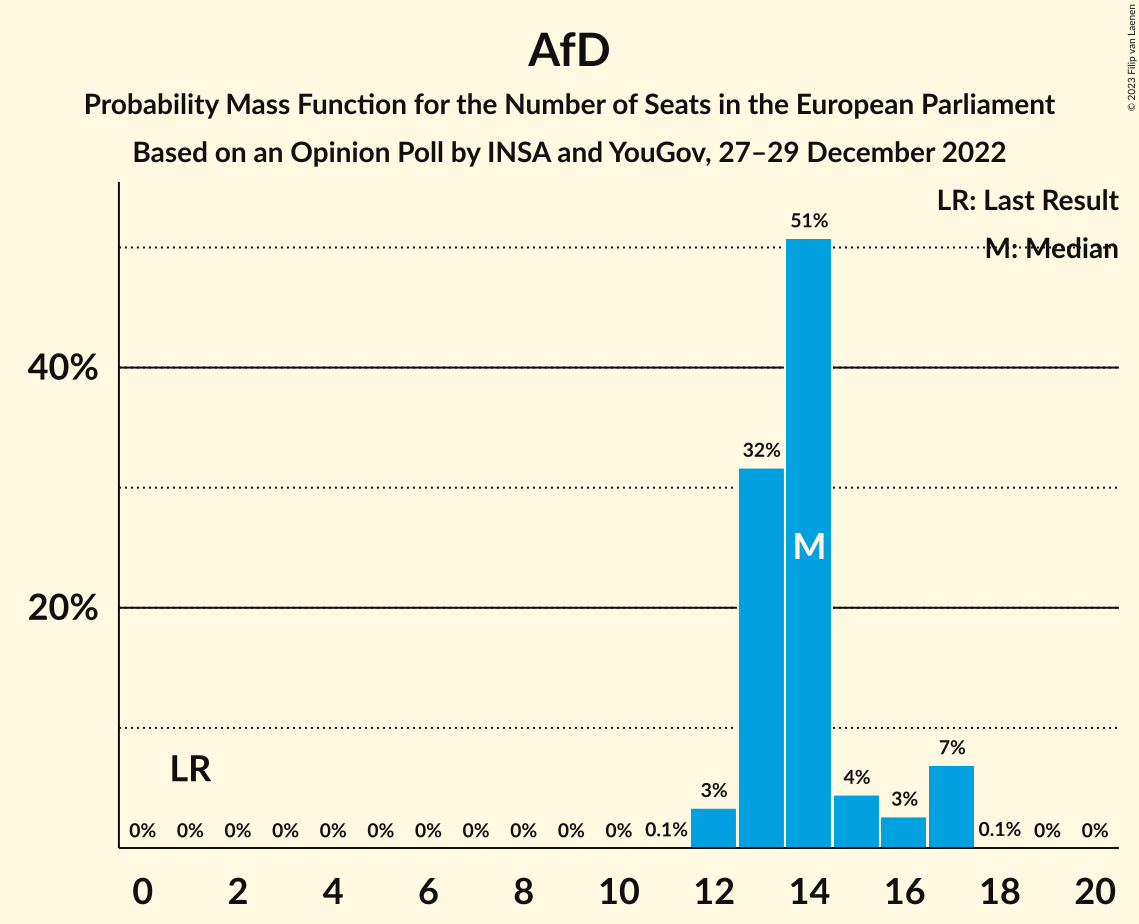 AfD
Probability Mass Function for the Number of Seats in the European Parliament
Based on an Opinion Poll by INSA and YouGov, 27–29 December 2022
© 2023 Filip van Laenen
LR: Last Result
M: Median
51%
40%
32%
M
20%
LR
7%
4%
3%
3%
0% 0% 0% 0% 0% 0% 0% 0% 0% 0% 0% 0.1% 0.1% 0% 0%
0 2 4 6 8 10 12 14 16 18 20